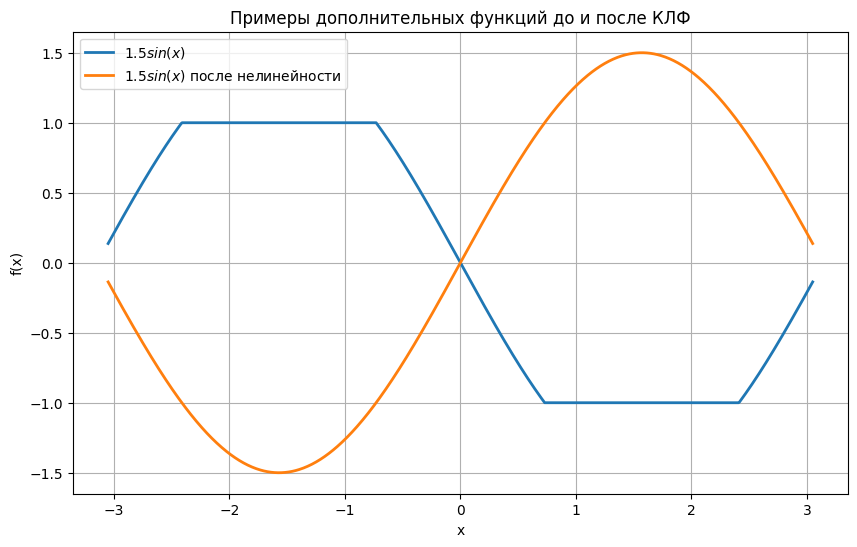 Примеры дополнительных функций до и после КЛФ
1.5sin(x)
1.5sin(x) после нелинейности
f(x)
1.5
1.0
0.5
0.0
−0.5
−1.0
−1.5
−3
−2
−1
0
1
2
3
x